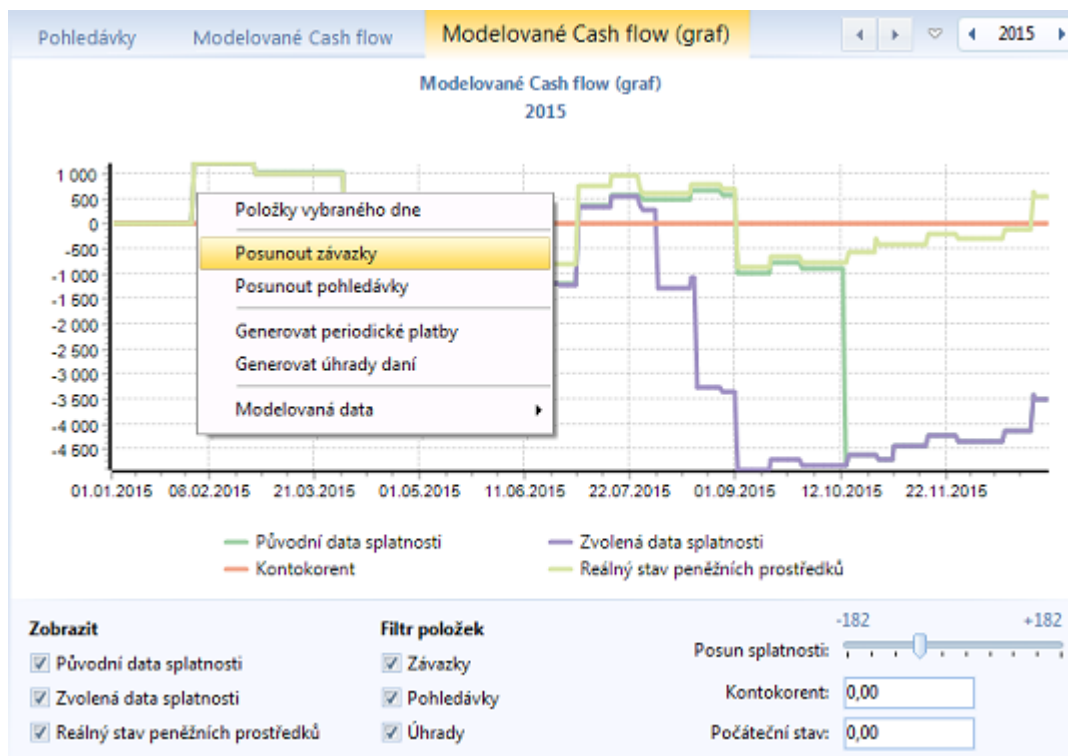 Pohledávky Modelované Cash flow Modelované Cash flow (graf) 2015
Modelované Cash flow (graf)
2015
1 000
500
0
-500
-1 000
-1 500
-2 000
-2 500
-3 000
-3 500
-4 000
-4 500
Položky vybraného dne
Posunout závazky
Posunout pohledávky
Generovat periodické platby
Generovat úhrady daní
Modelovaná data
01.01.2015 08.02.2015 21.03.2015 01.05.2015 11.06.2015 22.07.2015 01.09.2015 12.10.2015 22.11.2015
Původní data splatnosti Zvolená data splatnosti
Kontokorent Reálný stav peněžních prostředků
Zobrazit
Původní data splatnosti
Zvolená data splatnosti
Reálný stav peněžních prostředků
Filtr položek
Závazky
Pohledávky
Úhrady
-182 +182
Posun splatnosti:
Kontokorent: 0,00
Počáteční stav: 0,00